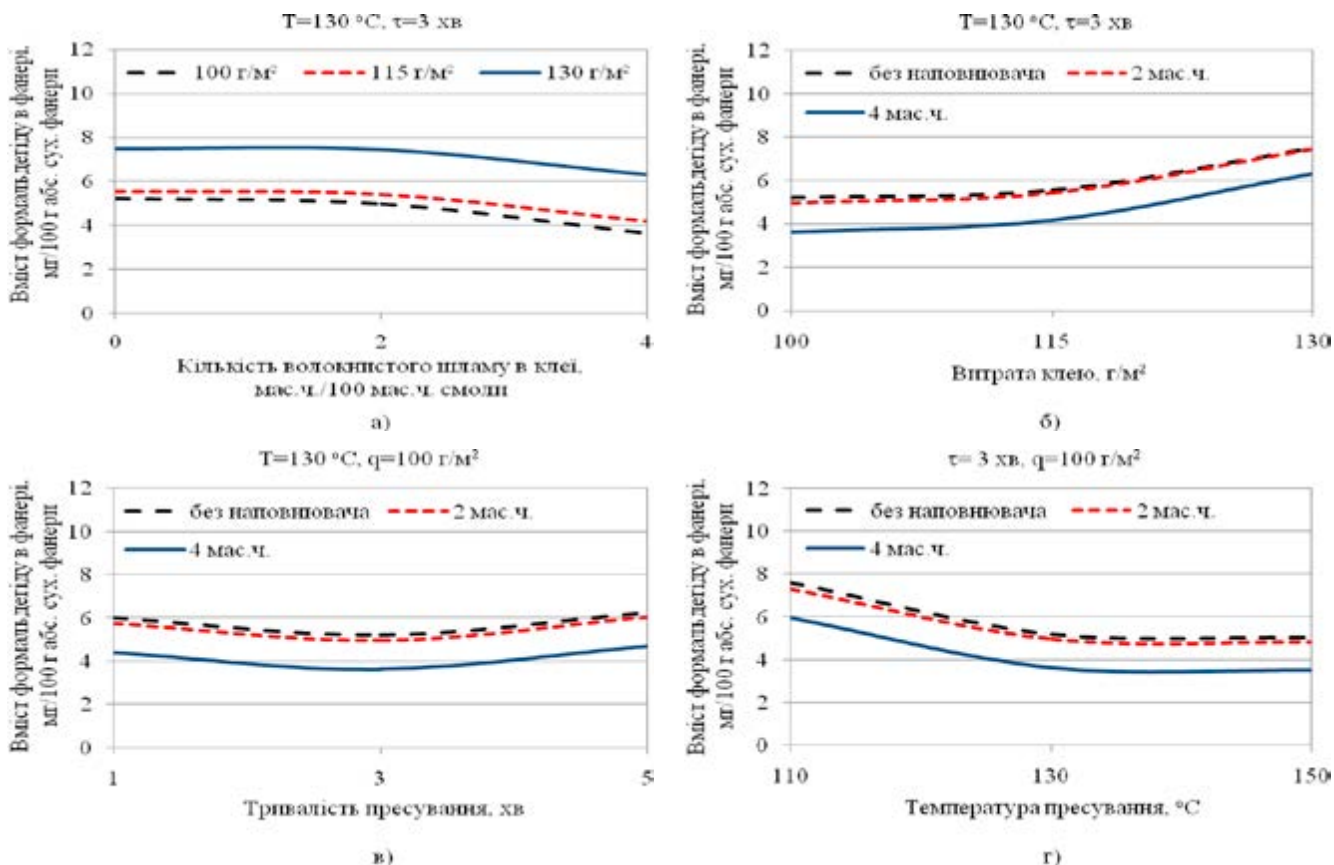 T=130 °C, τ=3 хв
Вміст формальдегіду в фанері,
мг/100 г абс. сух. фанери
12
10
8
6
4
2
0
100 г/м² 115 г/м² 130 г/м²
0 2 4
Кількість волокнистого шламу в клеї,
мас.ч./100 мас.ч. смоли
а)
T=130 °C, τ=3 хв
Вміст формальдегіду в фанері,
мг/100 г абс. сух. фанери
12
10
8
6
4
2
0
без наповнювача 2 мас.ч.
4 мас.ч.
100 115 130
Витрата клею, г/м²
б)
T=130 °C, q=100 г/м²
Вміст формальдегіду в фанері,
мг/100 г абс. сух. фанери
12
10
8
6
4
2
0
без наповнювача 2 мас.ч.
4 мас.ч.
1 3 5
Тривалість пресування, хв
в)
τ= 3 хв, q=100 г/м²
Вміст формальдегіду в фанері,
мг/100 г абс. сух. фанери
12
10
8
6
4
2
0
без наповнювача 2 мас.ч.
4 мас.ч.
110 130 150
Температура пресування, °C
г)